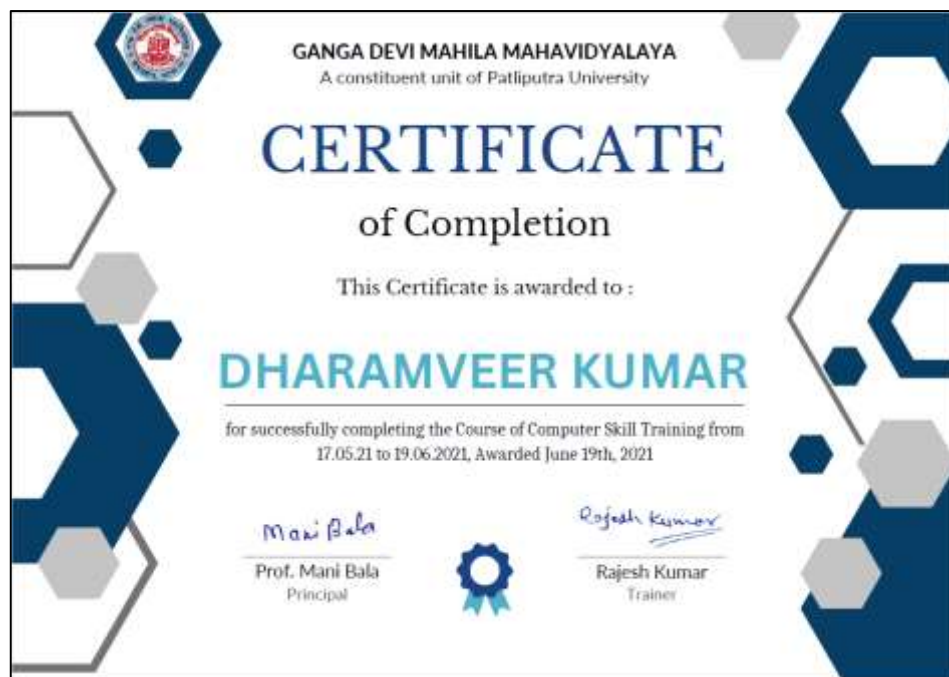 GANGA DEVI MAHILA MAHAVIDYALAYA
A constituent unit of Patliputra University
CERTIFICATE
of Completion
This Certificate is awarded to :
DHARAMVEER KUMAR
for successfully completing the Course of Computer Skill Training from
17.05.21 to 19.06.2021, Awarded June 19th, 2021
Mani Bala
Rajesh Kumar
Prof. Mani Bala
Rajesh Kumar
Principal
Trainer